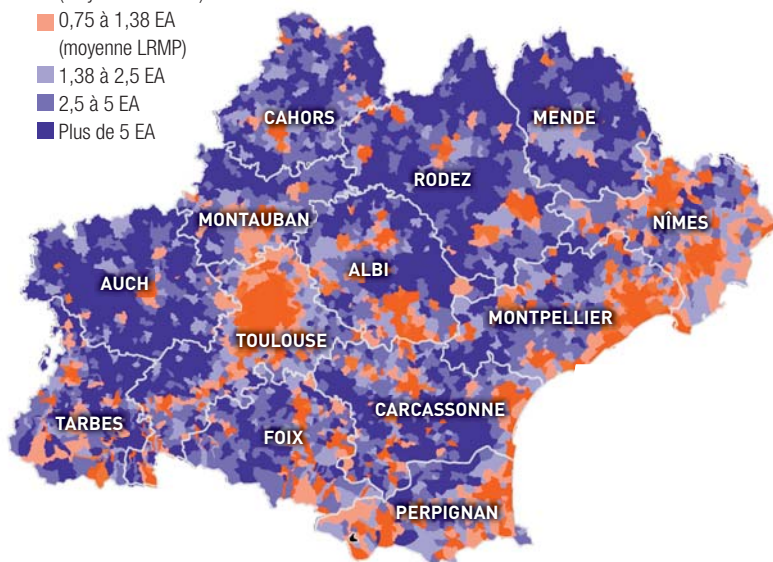 0,75 à 1,38 EA
(moyenne LRMP)
1,38 à 2,5 EA
2,5 à 5 EA
Plus de 5 EA
CAHORS
MENDE
RODEZ
MONTAUBAN
NÎMES
AUCH
ALBI
MONTPELLIER
TOULOUSE
CARCASSONNE
TARBES
FOIX
PERPIGNAN